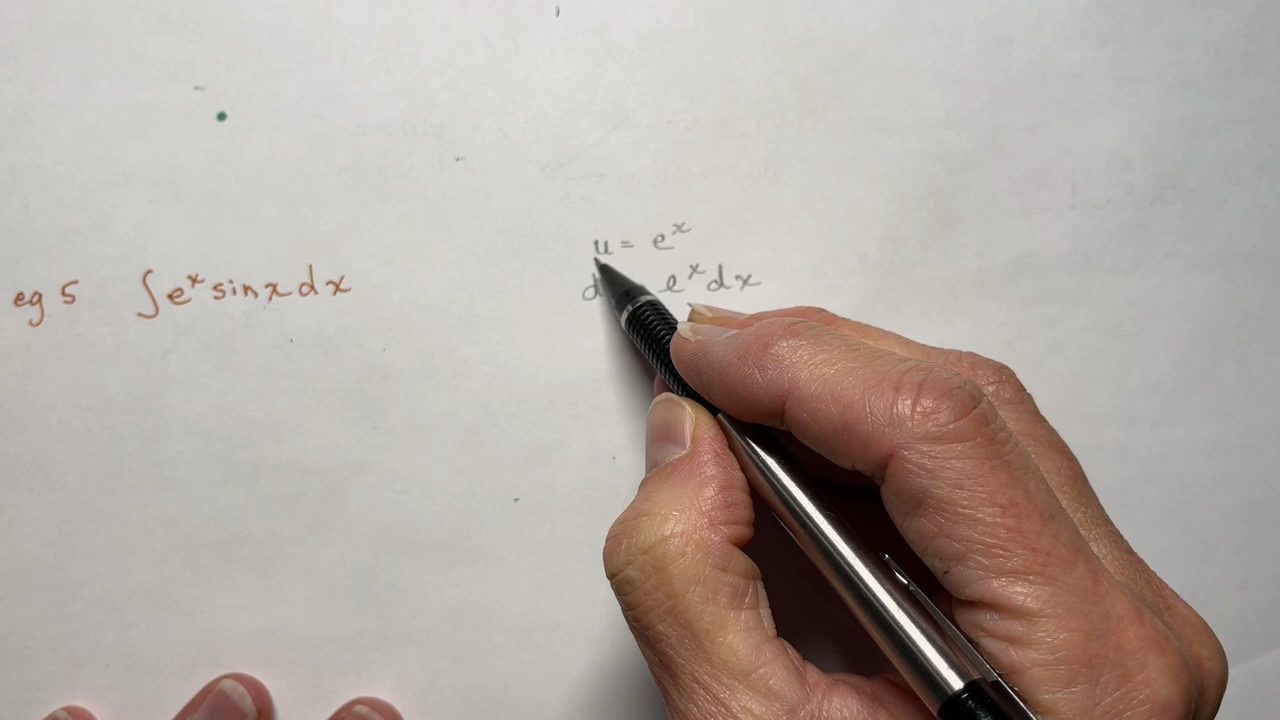 u = e^x
eg 5 ∫e^x sin x dx
d e^x dx